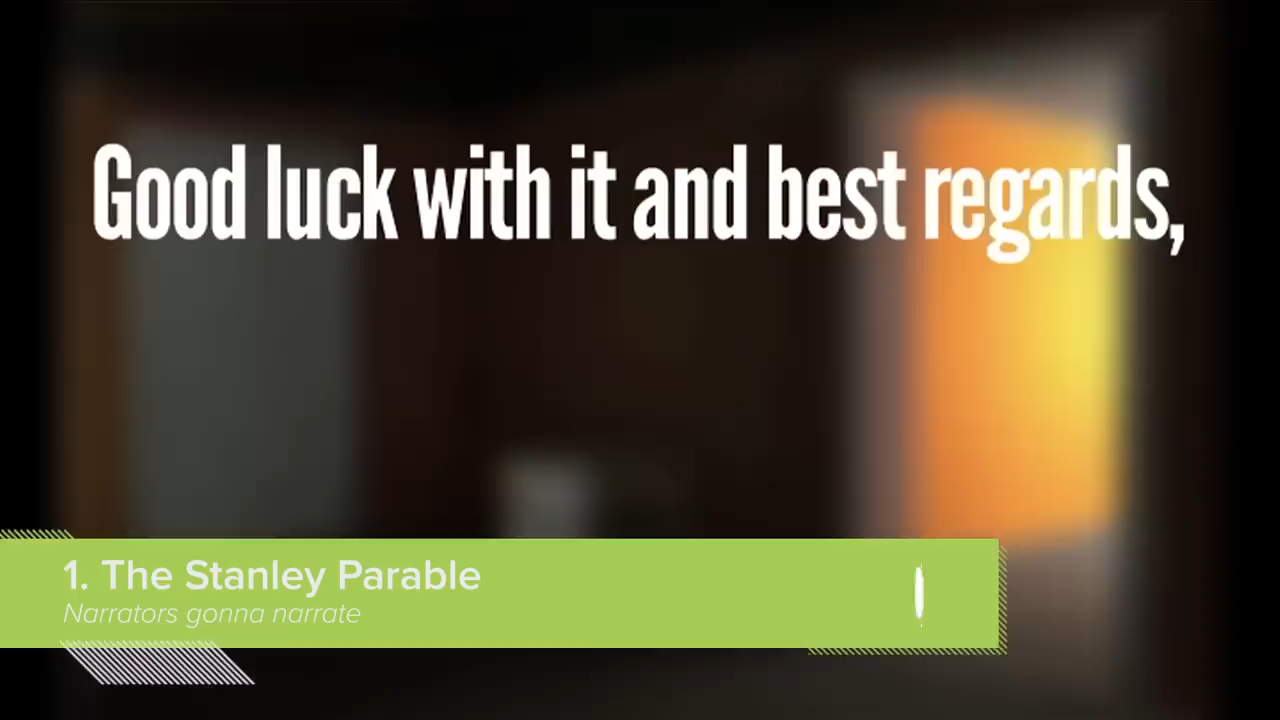 Good luck with it and best regards,
1. The Stanley Parable
Narrators gonna narrate